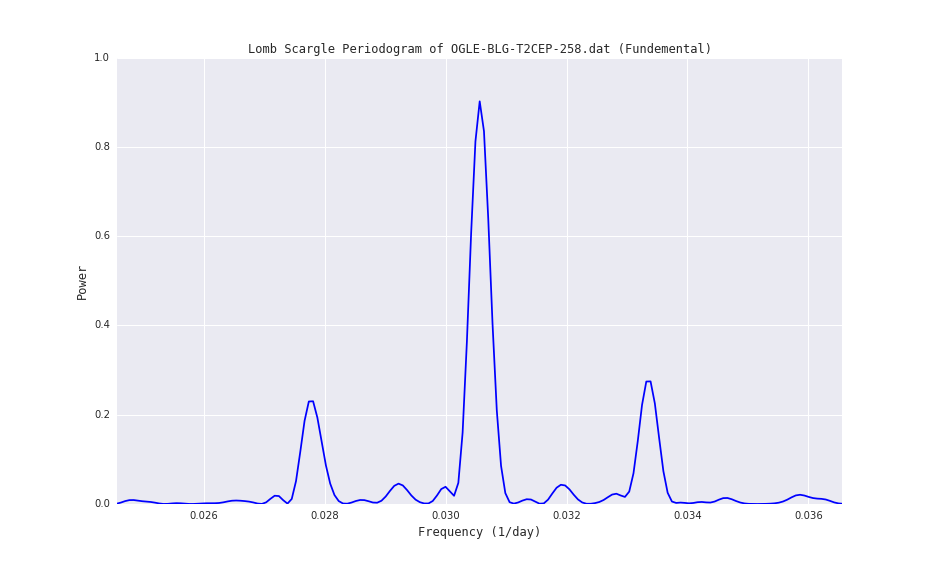 Lomb Scargle Periodogram of OGLE-BLG-T2CEP-258.dat (Fundemental)
1.0
0.8
0.6
0.4
0.2
0.0
Power
0.026 0.028 0.030 0.032 0.034 0.036
Frequency (1/day)